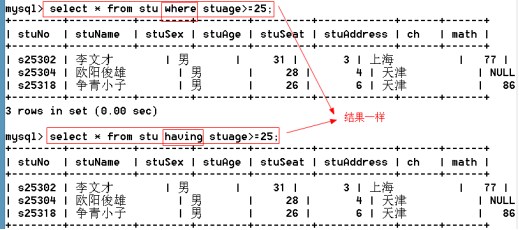 mysql> select * from stu where stuage>=25;
| stuNo | stuName | stuSex | stuAge | stuSeat | stuAddress | ch | math |
| s25302 | 李文才 | 男 | 31 | 3 | 上海 | 77 |
| s25304 | 欧阳俊雄 | 男 | 28 | 4 | 天津 | NULL
| s25318 | 争青小子 | 男 | 26 | 6 | 天津 | 86
3 rows in set (0.00 sec)
结果一样
mysql> select * from stu having stuage>=25;
| stuNo | stuName | stuSex | stuAge | stuSeat | stuAddress | ch | math |
| s25302 | 李文才 | 男 | 31 | 3 | 上海 | 77 |
| s25304 | 欧阳俊雄 | 男 | 28 | 4 | 天津 | NULL
| s25318 | 争青小子 | 男 | 26 | 6 | 天津 | 86